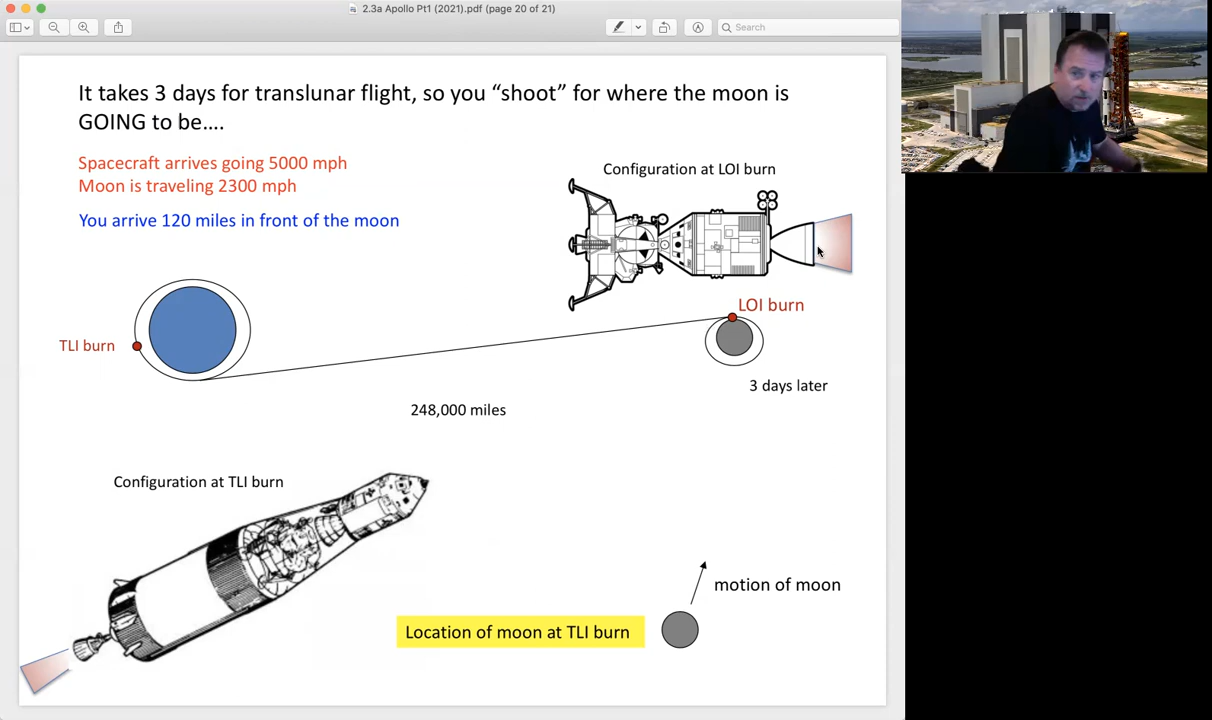 2.3a Apollo Pt1 (2021).pdf (page 20 of 21)
Search
It takes 3 days for translunar flight, so you “shoot” for where the moon is
GOING to be….
Spacecraft arrives going 5000 mph
Moon is traveling 2300 mph
You arrive 120 miles in front of the moon
Configuration at LOI burn
LOI burn
TLI burn
3 days later
248,000 miles
Configuration at TLI burn
motion of moon
Location of moon at TLI burn